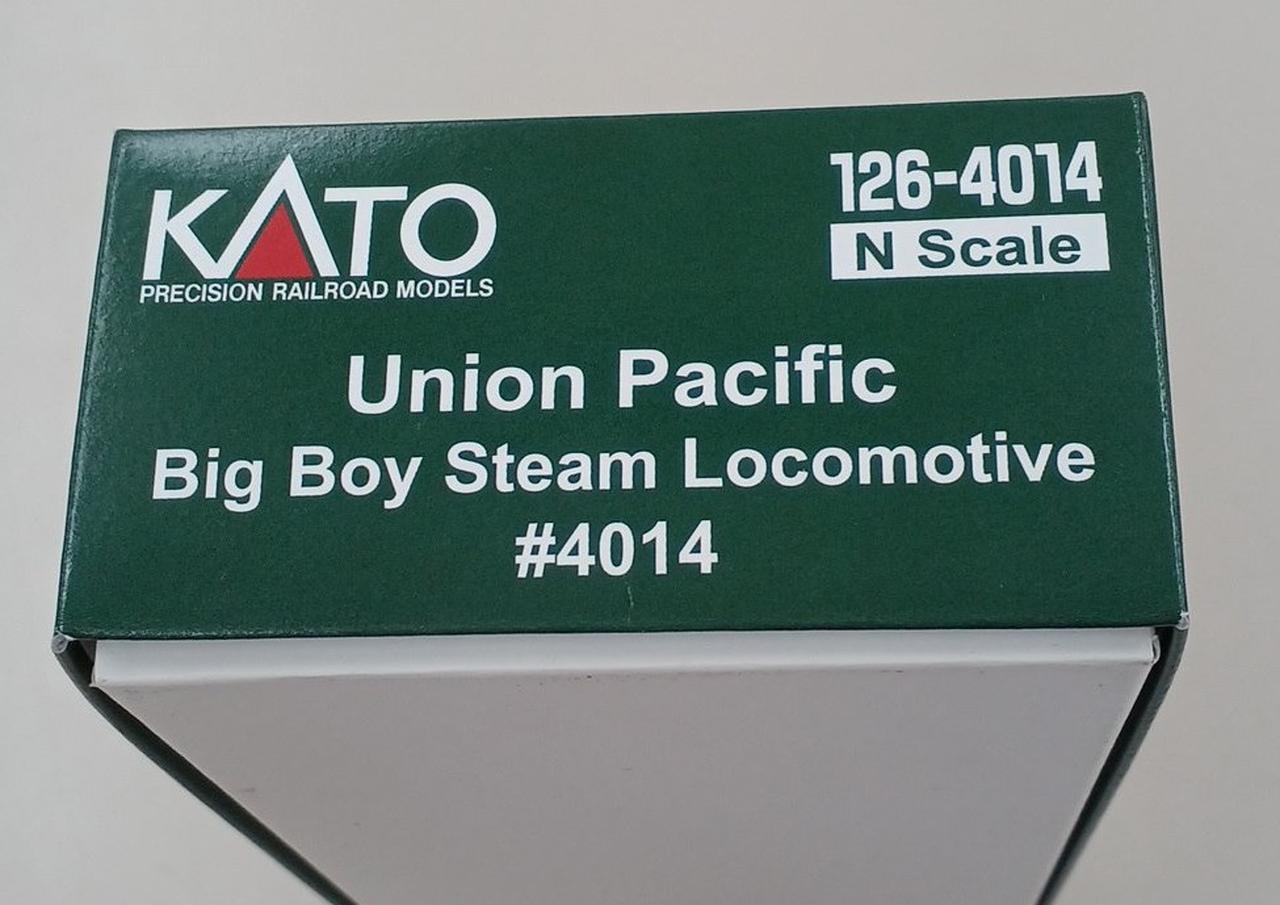 KATO
PRECISION RAILROAD MODELS
126-4014
N Scale
Union Pacific
Big Boy Steam Locomotive
#4014